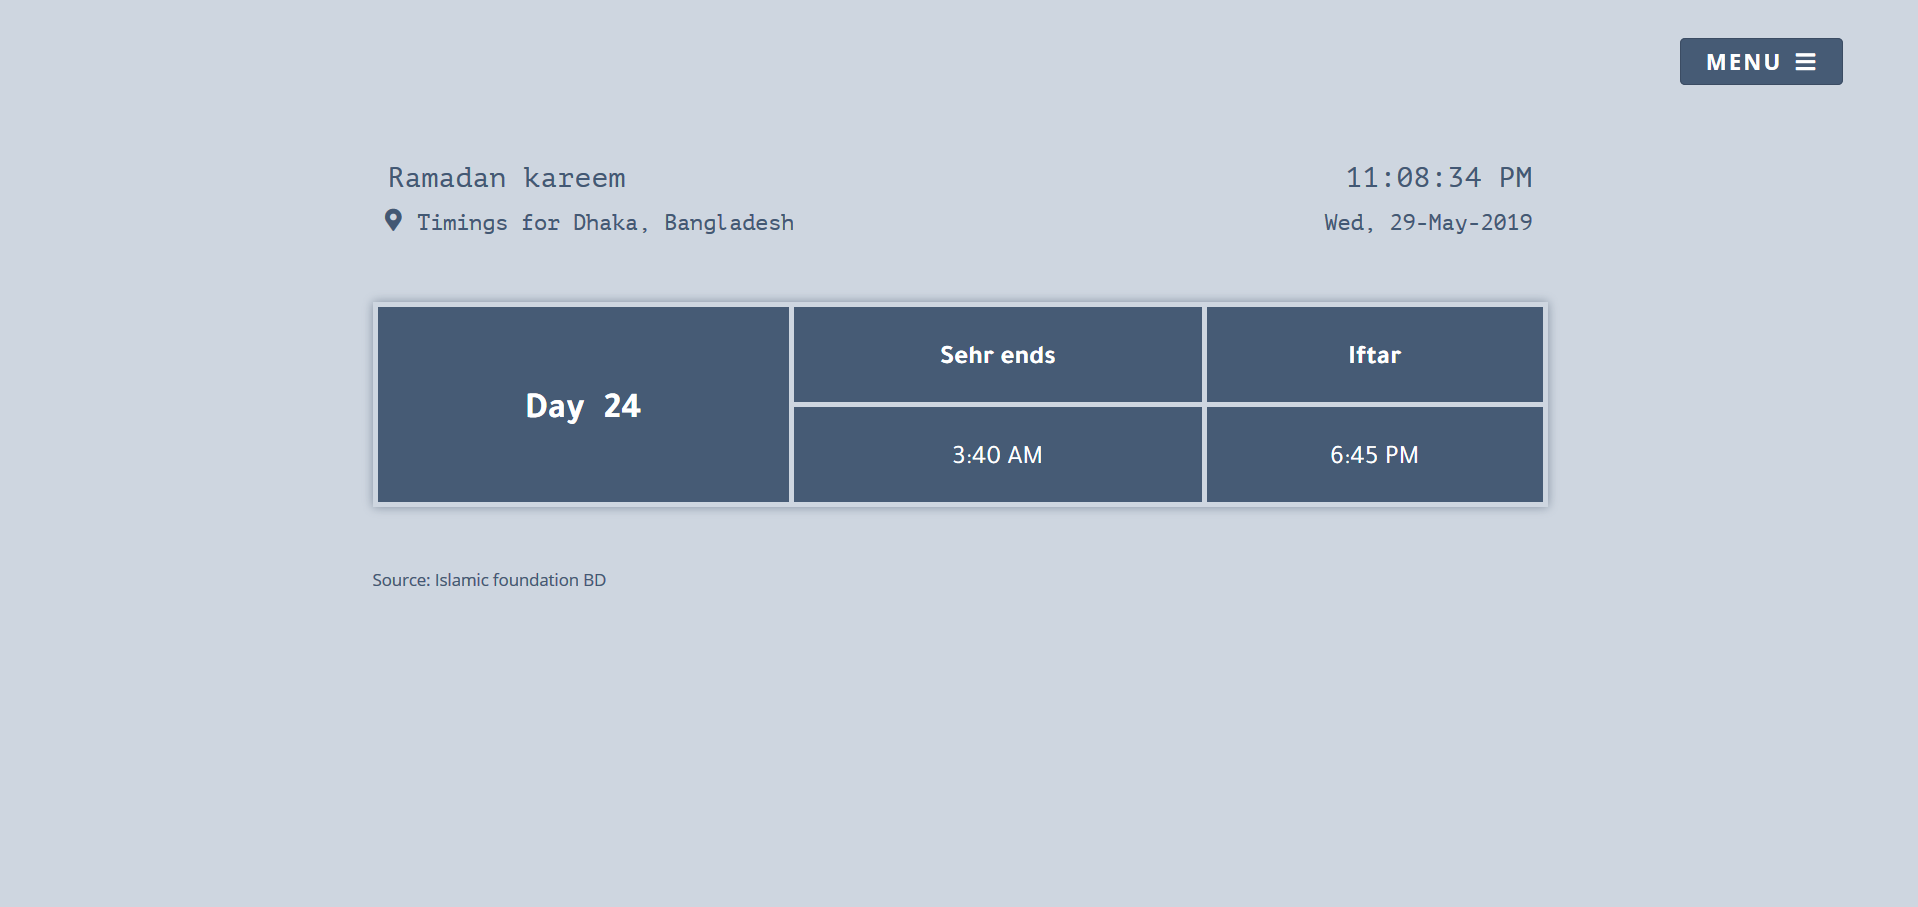 MENU
Ramadan kareem
11:08:34 PM
Timings for Dhaka, Bangladesh
Wed, 29-May-2019
Day 24
Sehr ends
Iftar
3:40 AM
6:45 PM
Source: Islamic foundation BD